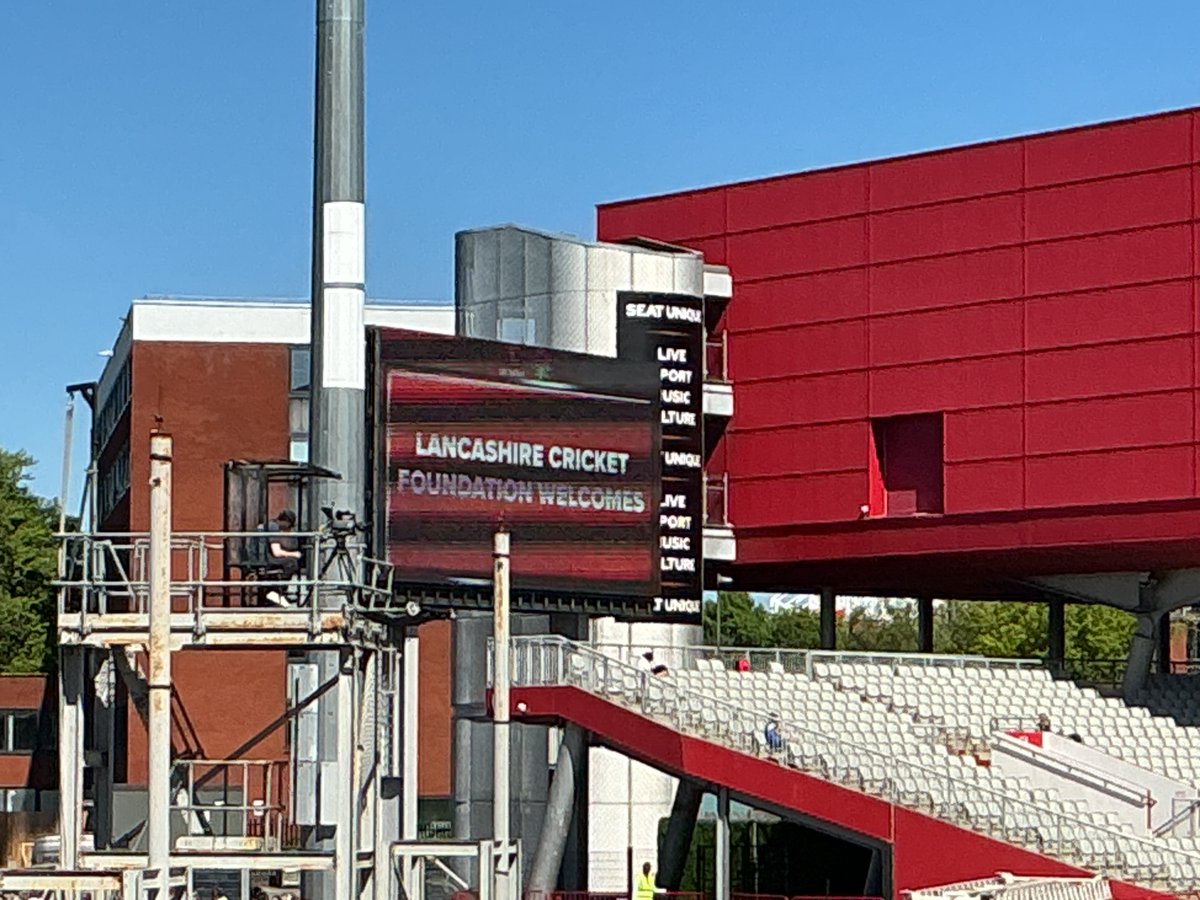 LANCASHIRE CRICKET
FOUNDATION WELCOMES
SEAT UNIQUE
LIVE
PORT
USIC
LTURE
UNIQUE
LIVE
PORT
USIC
LTURE
T UNIQUE